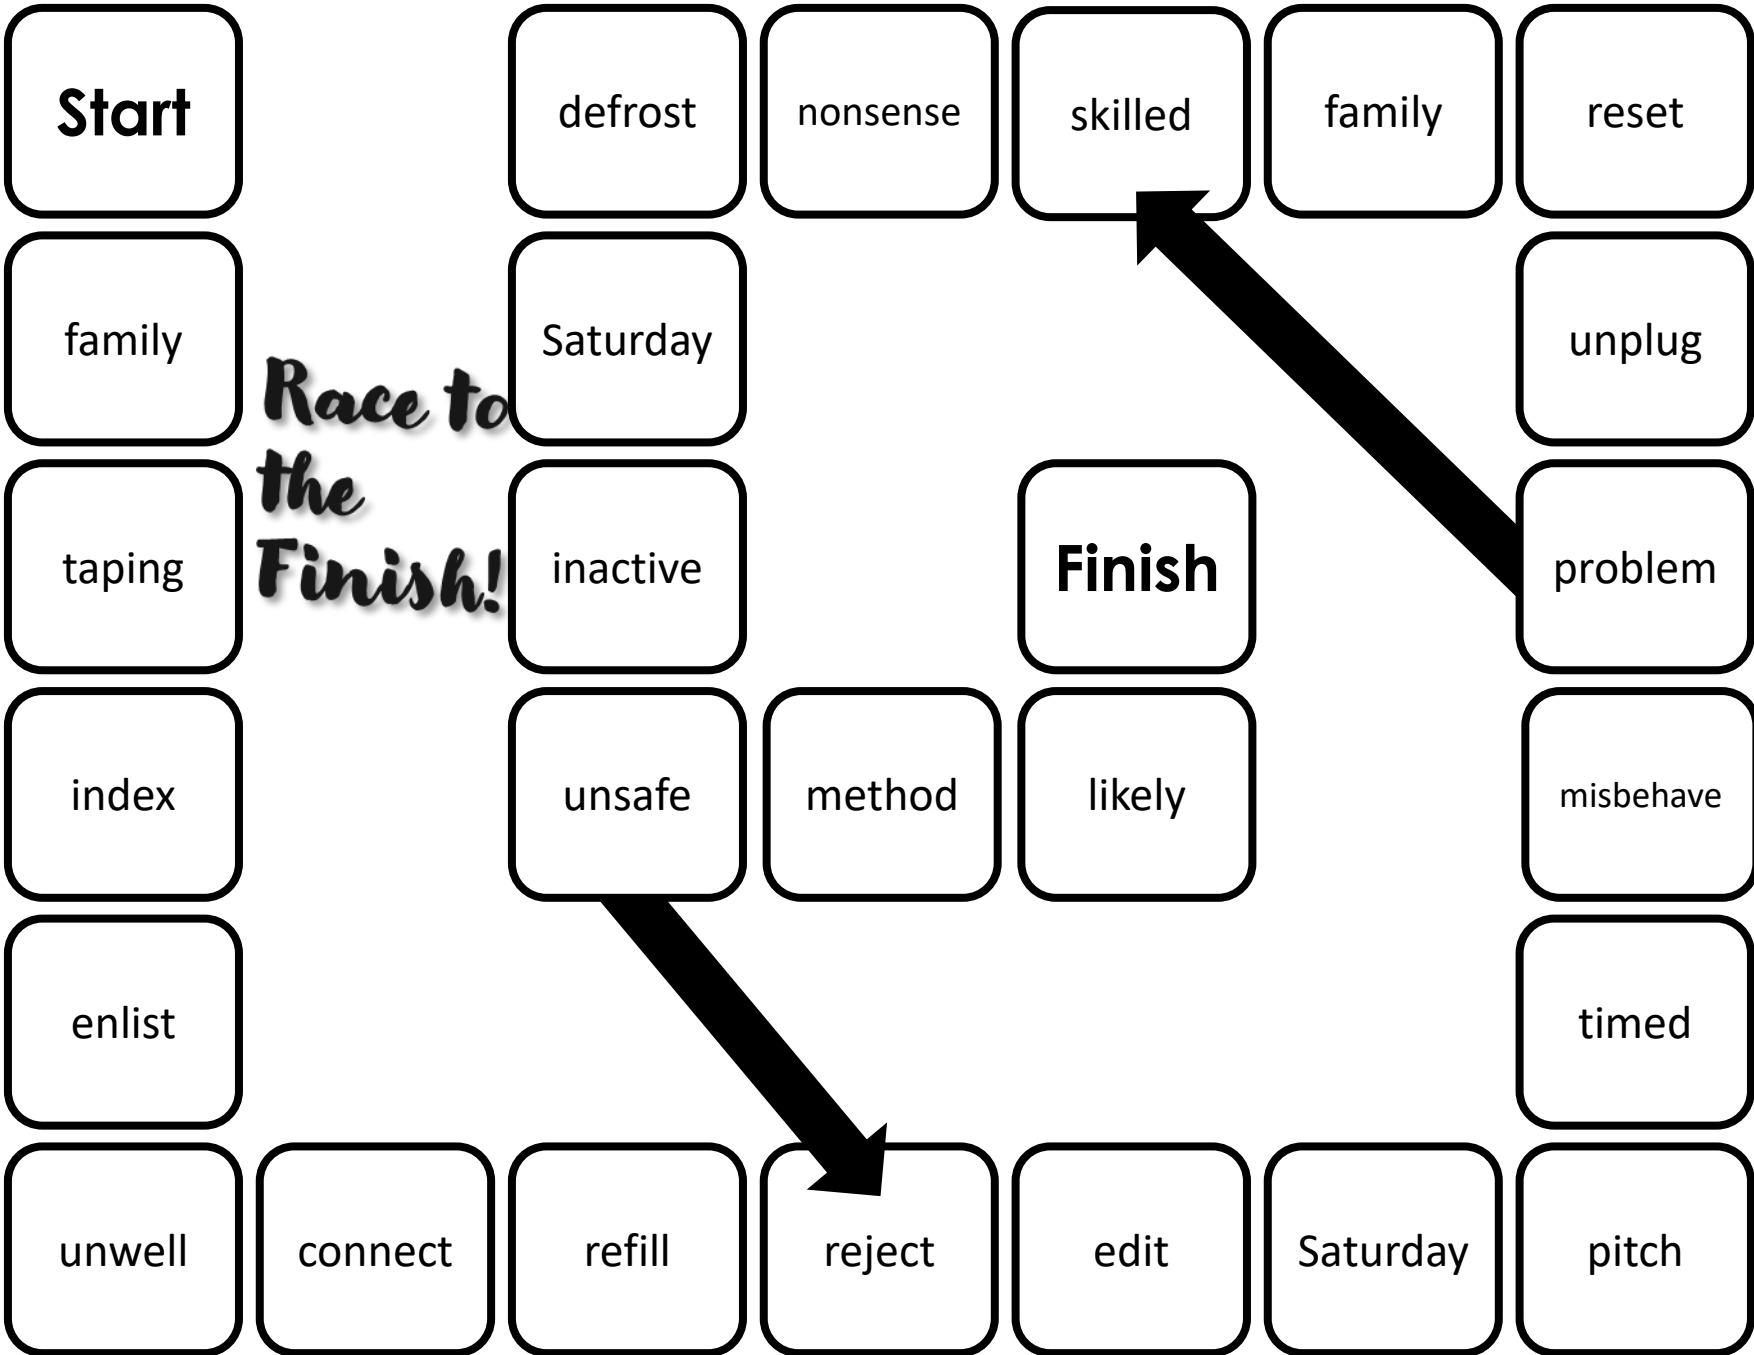 Start
defrost
nonsense
skilled
family
reset
family
Saturday
unplug
Race to
the
Finish!
taping
inactive
Finish
problem
index
unsafe
method
likely
misbehave
enlist
timed
unwell
connect
refill
reject
edit
Saturday
pitch